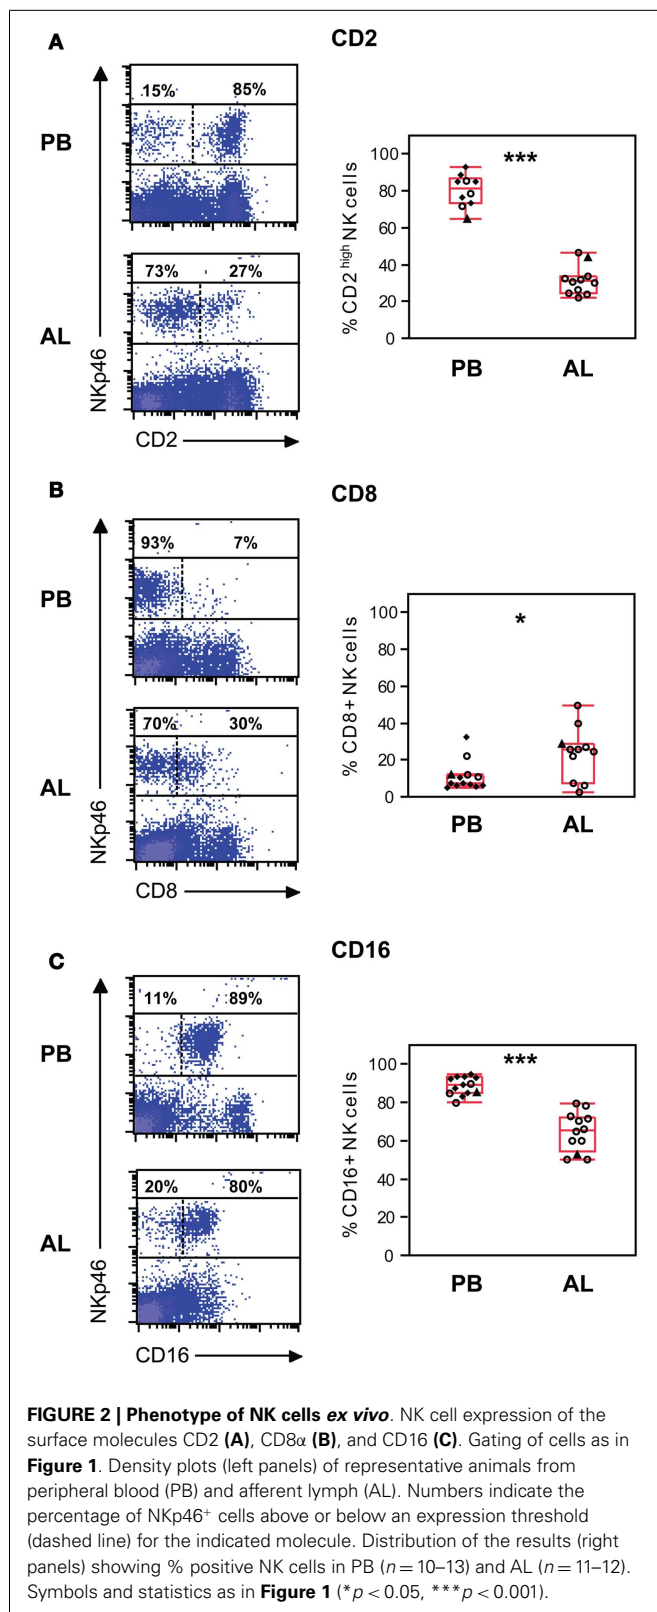 A
CD2
15% 85%
PB
73% 27%
AL
NKp46
CD2
% CD2 high NK cells
100
80
60
40
20
0
***
PB AL
B
CD8
93% 7%
PB
70% 30%
AL
NKp46
CD8
% CD8+ NK cells
100
80
60
40
20
0
*
PB AL
C
CD16
11% 89%
PB
20% 80%
AL
NKp46
CD16
% CD16+ NK cells
100
80
60
40
20
0
***
PB AL
FIGURE 2 | Phenotype of NK cells ex vivo. NK cell expression of the
surface molecules CD2 (A), CD8α (B), and CD16 (C). Gating of cells as in
Figure 1. Density plots (left panels) of representative animals from
peripheral blood (PB) and afferent lymph (AL). Numbers indicate the
percentage of NKp46⁺ cells above or below an expression threshold
(dashed line) for the indicated molecule. Distribution of the results (right
panels) showing % positive NK cells in PB (n = 10–13) and AL (n = 11–12).
Symbols and statistics as in Figure 1 (*p < 0.05, ***p < 0.001).